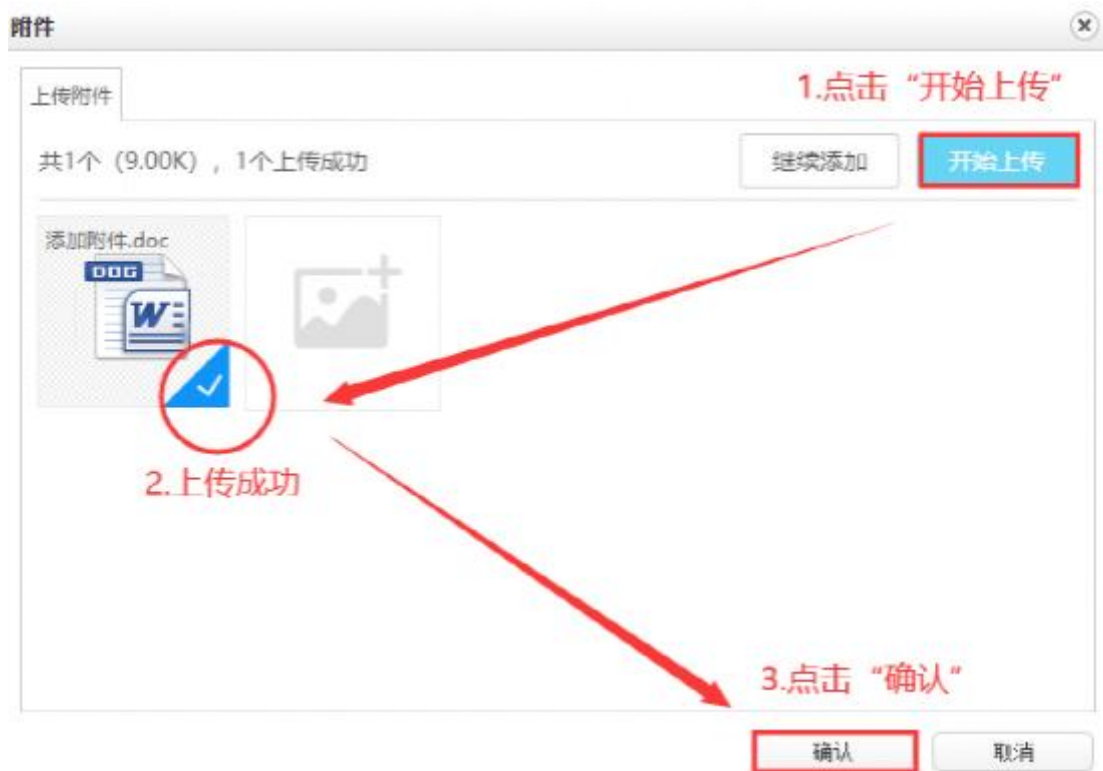 附件
上传附件
1.点击“开始上传”
共1个（9.00K），1个上传成功
继续添加
开始上传
添加附件.doc
DOC
W
2.上传成功
3.点击“确认”
确认
取消